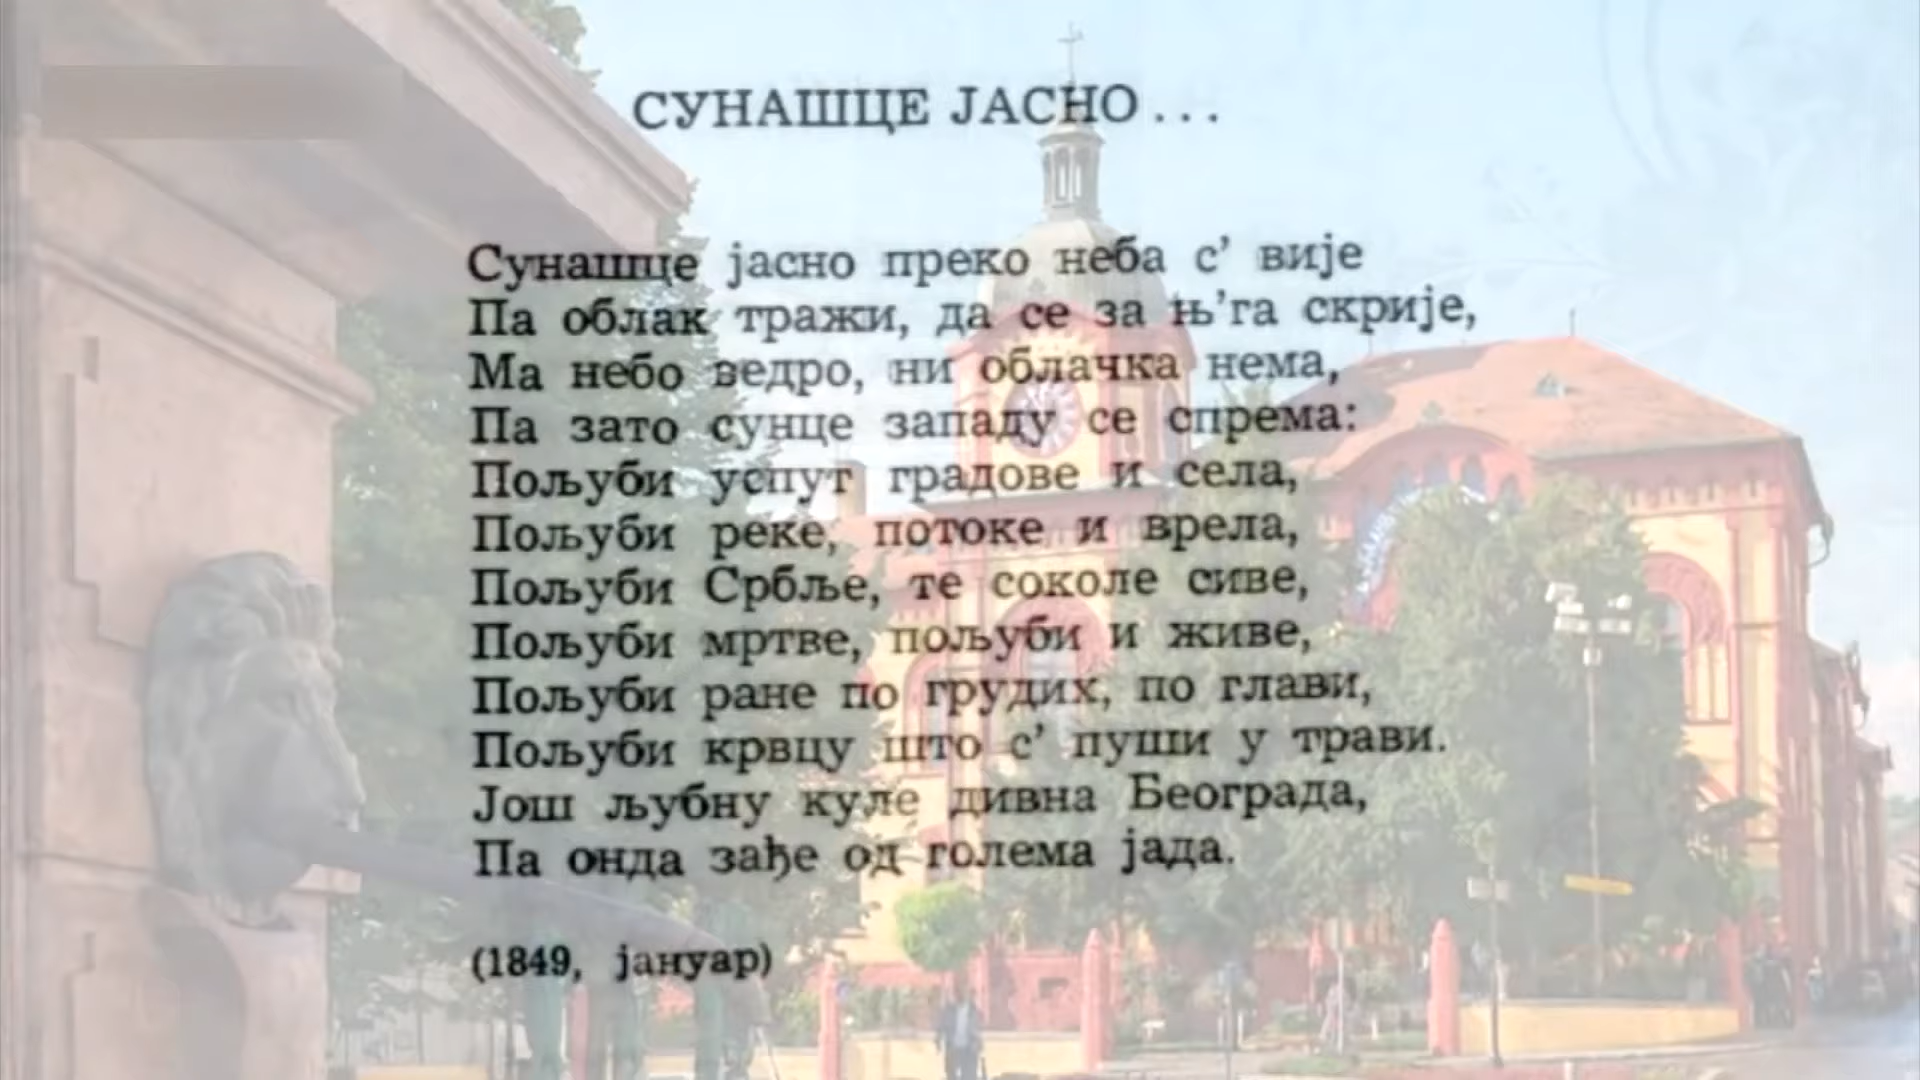 СУНАШЦЕ ЈАСНО...
Сунашце јасно преко неба с’ вије
Па облак тражи, да се за њ’га скрије,
Ма небо ведро, ни облачка нема,
Па зато сунце западу се спрема:
Пољуби успут градове и села,
Пољуби реке, потоке и врела,
Пољуби Србље, те соколе сиве,
Пољуби мртве, пољуби и живе,
Пољуби ране по грудих, по глави,
Пољуби крвцу што с’ пуши у трави.
Још љубну куле дивна Београда,
Па онда зађе од голема јада.
(1849, јануар)